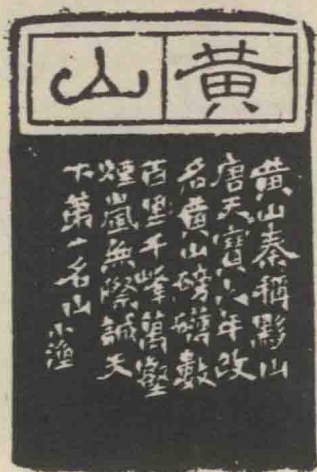 黄山
黄山秦稱黟山
唐天寶六年改
名黄山磅礴數
百里千峰萬壑
煙嵐無際誠天
下第一名山小漁